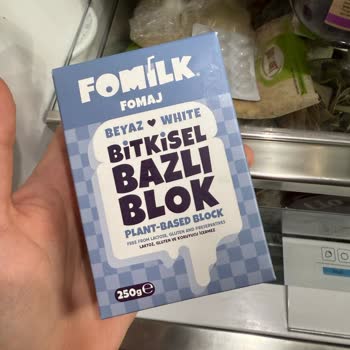 FOMİLK
FOMAJ
BEYAZ ♥ WHITE
BİTKİSEL
BAZLI
BLOK
PLANT-BASED BLOCK
FREE FROM LACTOSE, GLUTEN AND PRESERVATIVES
LAKTOZ, GLUTEN VE KORUYUCU İÇERMEZ
250g e